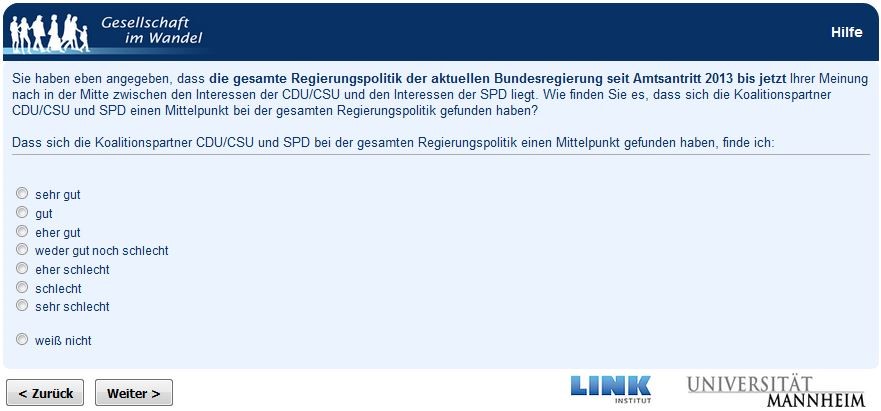 Gesellschaft
im Wandel
Hilfe
Sie haben eben angegeben, dass die gesamte Regierungspolitik der aktuellen Bundesregierung seit Amtsantritt 2013 bis jetzt Ihrer Meinung
nach in der Mitte zwischen den Interessen der CDU/CSU und den Interessen der SPD liegt. Wie finden Sie es, dass sich die Koalitionspartner
CDU/CSU und SPD einen Mittelpunkt bei der gesamten Regierungspolitik gefunden haben?
Dass sich die Koalitionspartner CDU/CSU und SPD bei der gesamten Regierungspolitik einen Mittelpunkt gefunden haben, finde ich:
sehr gut
gut
eher gut
weder gut noch schlecht
eher schlecht
schlecht
sehr schlecht
weiß nicht
< Zurück
Weiter >
LINK
INSTITUT
UNIVERSITÄT
MANNHEIM